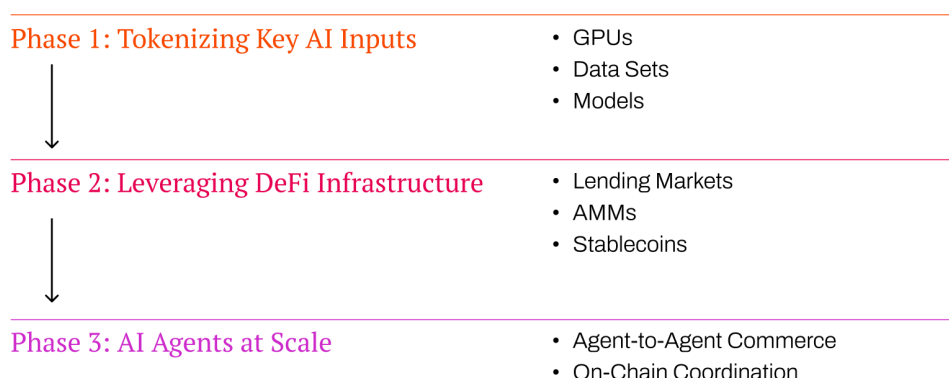 Phase 1: Tokenizing Key AI Inputs
• GPUs
• Data Sets
• Models
Phase 2: Leveraging DeFi Infrastructure
• Lending Markets
• AMMs
• Stablecoins
Phase 3: AI Agents at Scale
• Agent-to-Agent Commerce
• On-Chain Coordination